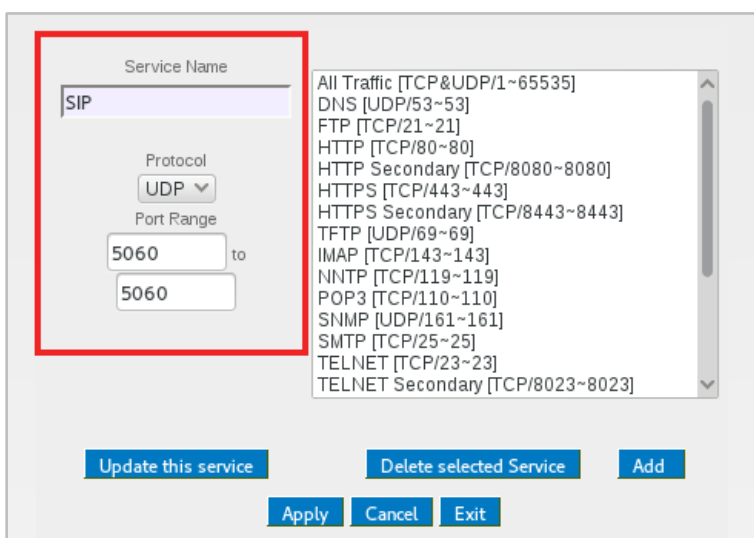 Service Name
SIP
Protocol
UDP
Port Range
5060 to
5060
All Traffic [TCP&UDP/1~65535]
DNS [UDP/53~53]
FTP [TCP/21~21]
HTTP [TCP/80~80]
HTTP Secondary [TCP/8080~8080]
HTTPS [TCP/443~443]
HTTPS Secondary [TCP/8443~8443]
TFTP [UDP/69~69]
IMAP [TCP/143~143]
NNTP [TCP/119~119]
POP3 [TCP/110~110]
SNMP [UDP/161~161]
SMTP [TCP/25~25]
TELNET [TCP/23~23]
TELNET Secondary [TCP/8023~8023]
Update this service Delete selected Service Add
Apply Cancel Exit